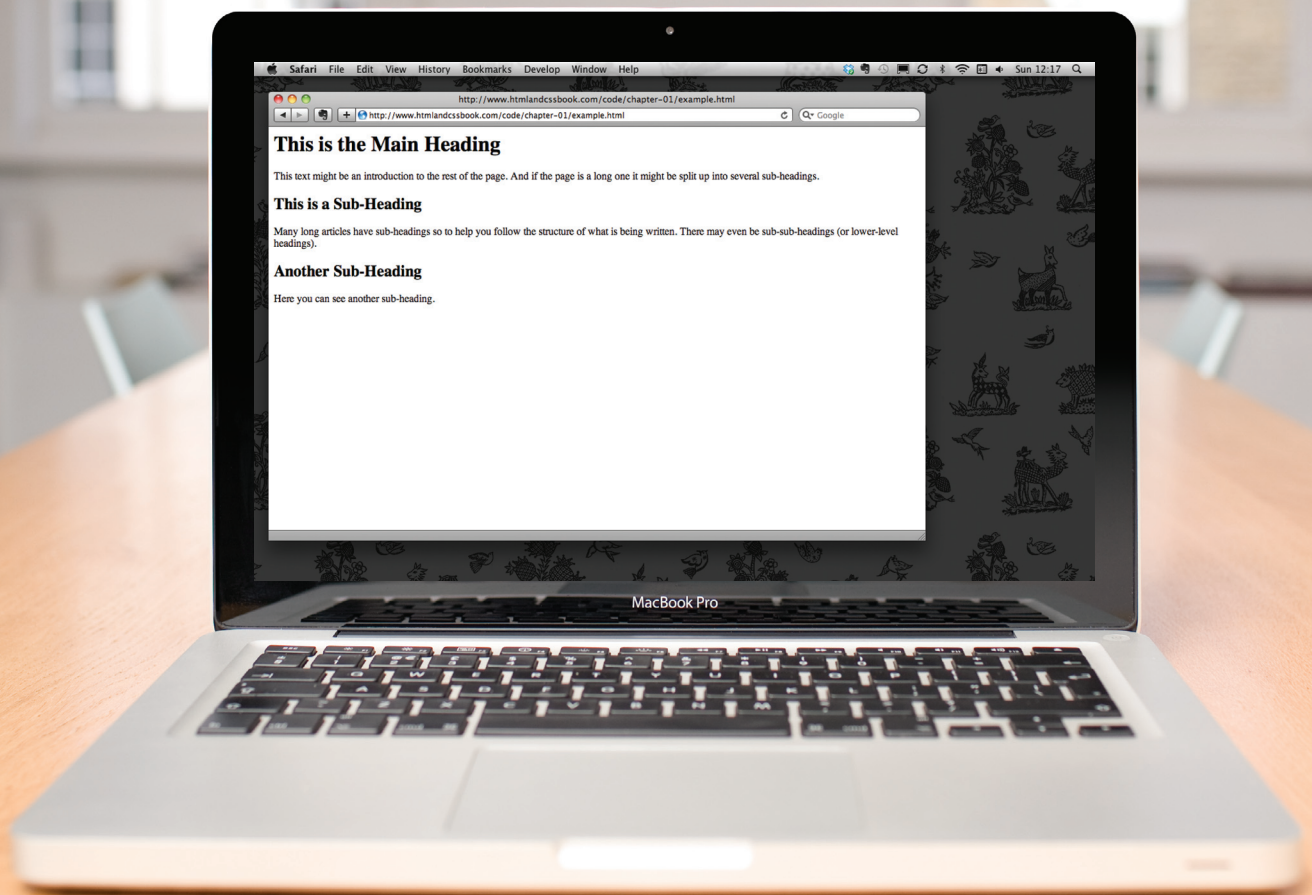 Safari File Edit View History Bookmarks Develop Window Help Sun 12:17
http://www.htmlandcssbook.com/code/chapter-01/example.html
http://www.htmlandcssbook.com/code/chapter-01/example.html Google
This is the Main Heading
This text might be an introduction to the rest of the page. And if the page is a long one it might be split up into several sub-headings.
This is a Sub-Heading
Many long articles have sub-headings so to help you follow the structure of what is being written. There may even be sub-sub-headings (or lower-level
headings).
Another Sub-Heading
Here you can see another sub-heading.
MacBook Pro
Q W E R T Y U I O P
A S D F G H J K L
Z X C V B N M